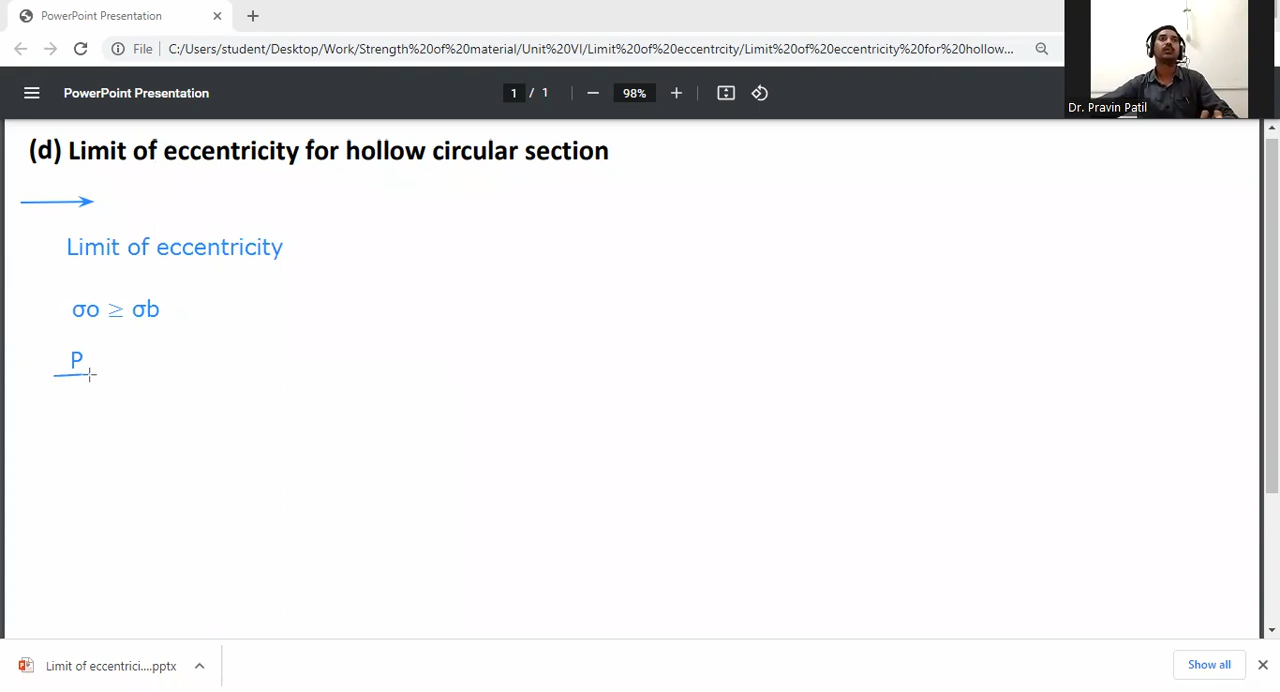 PowerPoint Presentation
File C:/Users/student/Desktop/Work/Strength%20of%20material/Unit%20VI/Limit%20of%20eccentrcity/Limit%20of%20eccentricity%20for%20hollow...
PowerPoint Presentation
1 / 1
98%
Dr. Pravin Patil
(d) Limit of eccentricity for hollow circular section
Limit of eccentricity
σo ≥ σb
P
Limit of eccentrici....pptx
Show all